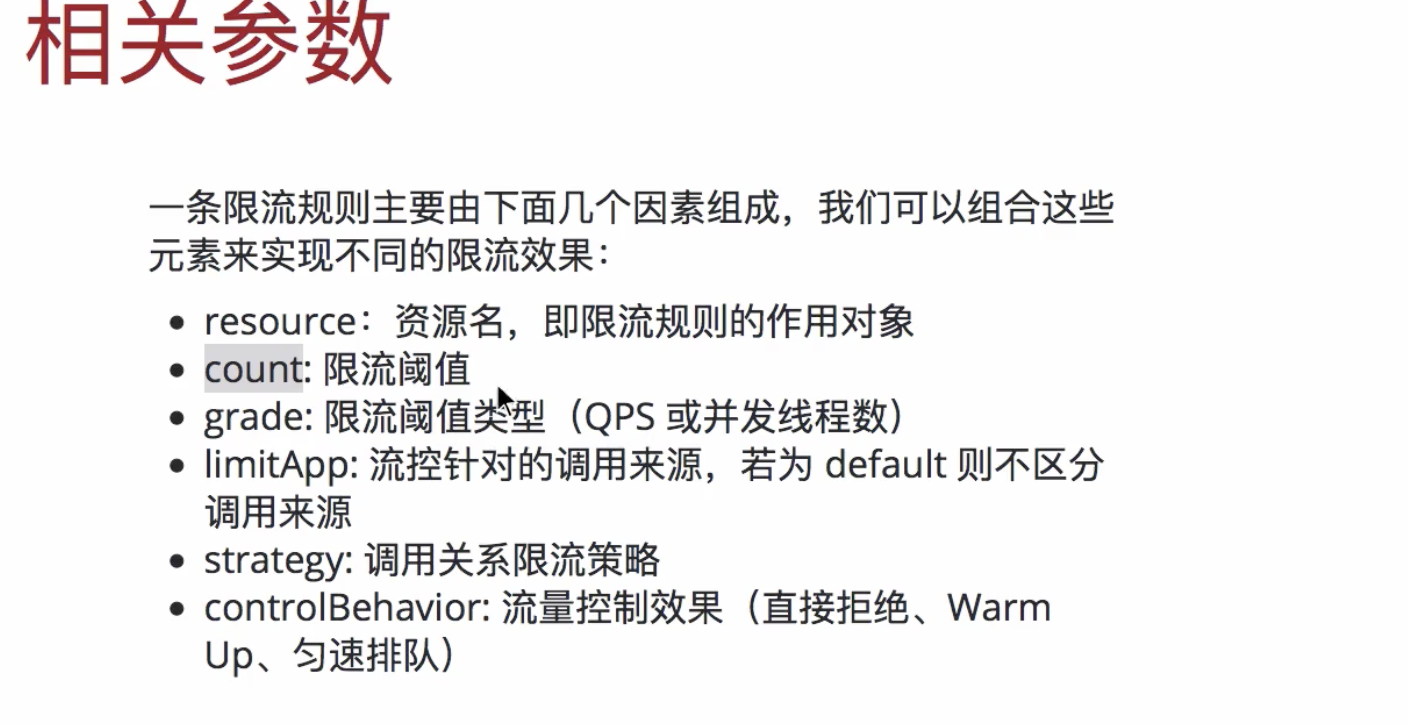 相关参数
一条限流规则主要由下面几个因素组成，我们可以组合这些
元素来实现不同的限流效果：
• resource：资源名，即限流规则的作用对象
• count: 限流阈值
• grade: 限流阈值类型（QPS 或并发线程数）
• limitApp: 流控针对的调用来源，若为 default 则不区分
调用来源
• strategy: 调用关系限流策略
• controlBehavior: 流量控制效果（直接拒绝、Warm
Up、匀速排队）